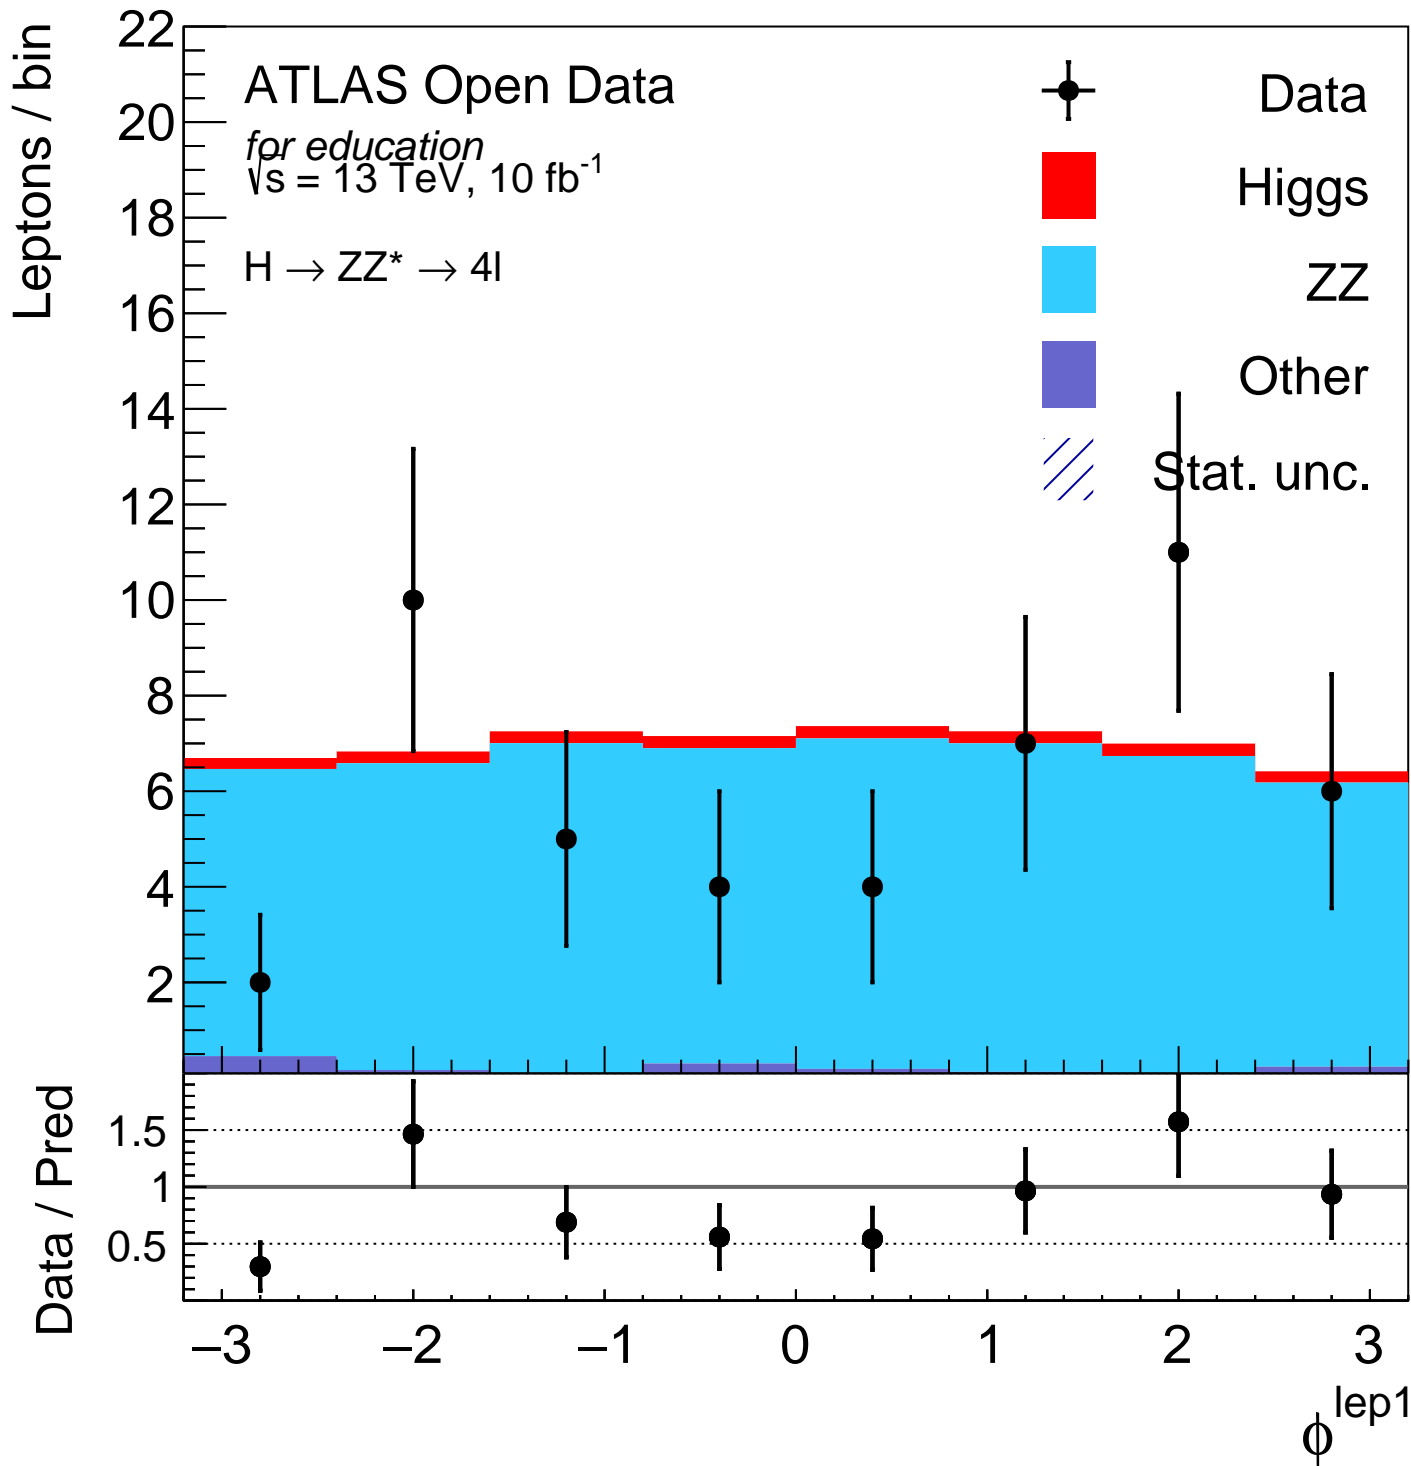 Leptons / bin
22
20
18
16
14
12
10
8
6
4
2
ATLAS Open Data
for education
√s = 13 TeV, 10 fb-1
H → ZZ* → 4l
Data
Higgs
ZZ
Other
Stat. unc.
Data / Pred
1.5
1
0.5
−3
−2
−1
0
1
2
3
ϕlep1